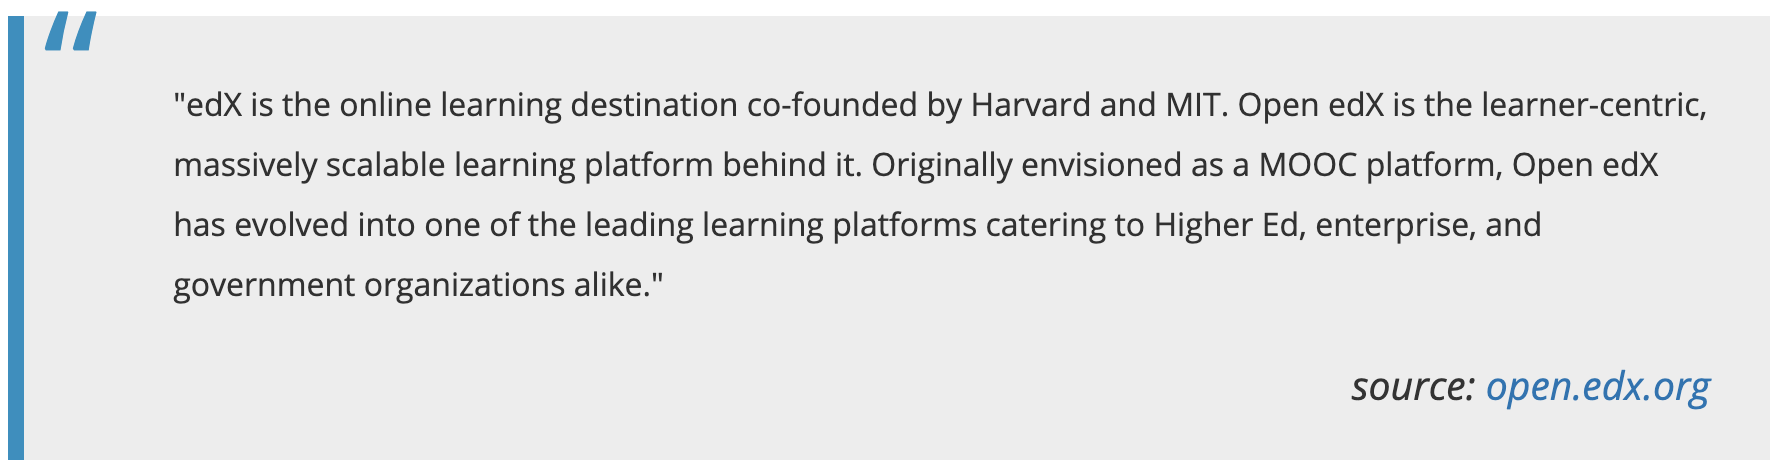 “
"edX is the online learning destination co-founded by Harvard and MIT. Open edX is the learner-centric,
massively scalable learning platform behind it. Originally envisioned as a MOOC platform, Open edX
has evolved into one of the leading learning platforms catering to Higher Ed, enterprise, and
government organizations alike."
source: open.edx.org